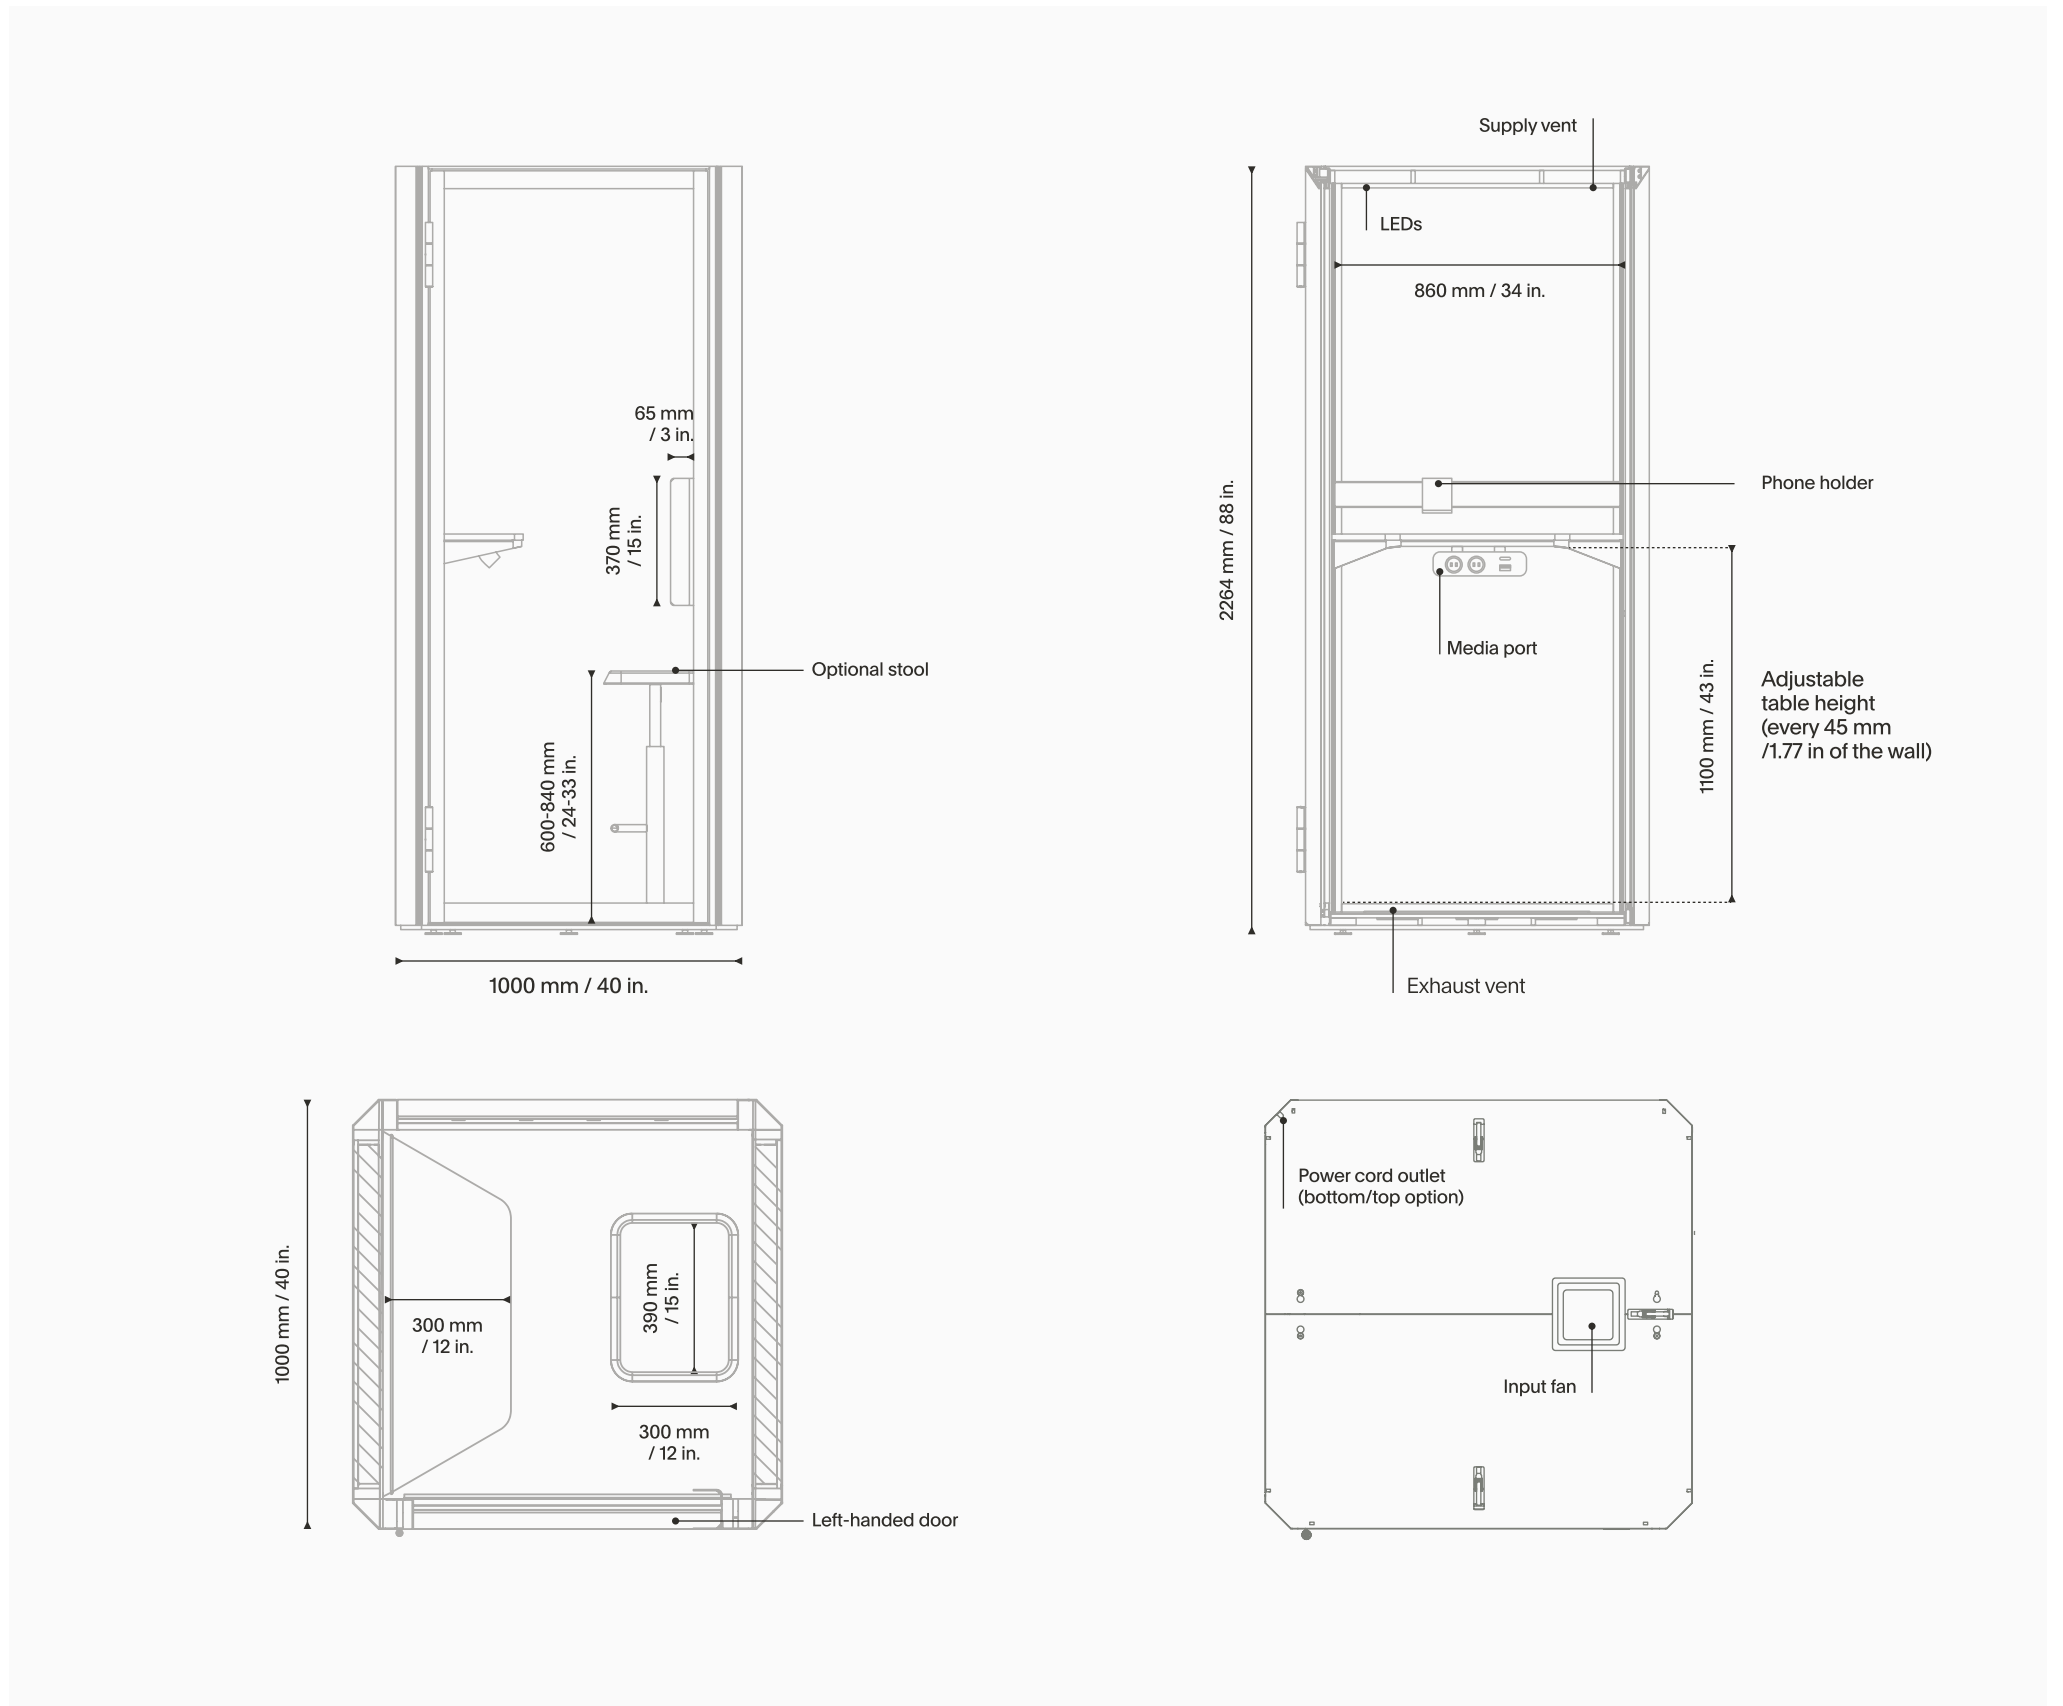 Supply vent
LEDs
860 mm / 34 in.
65 mm
/ 3 in.
370 mm
/ 15 in.
Optional stool
600-840 mm
/ 24-33 in.
1000 mm / 40 in.
2264 mm / 88 in.
Phone holder
Media port
1100 mm / 43 in.
Adjustable
table height
(every 45 mm
/1.77 in of the wall)
Exhaust vent
1000 mm / 40 in.
300 mm
/ 12 in.
390 mm
/ 15 in.
300 mm
/ 12 in.
Left-handed door
Power cord outlet
(bottom/top option)
Input fan